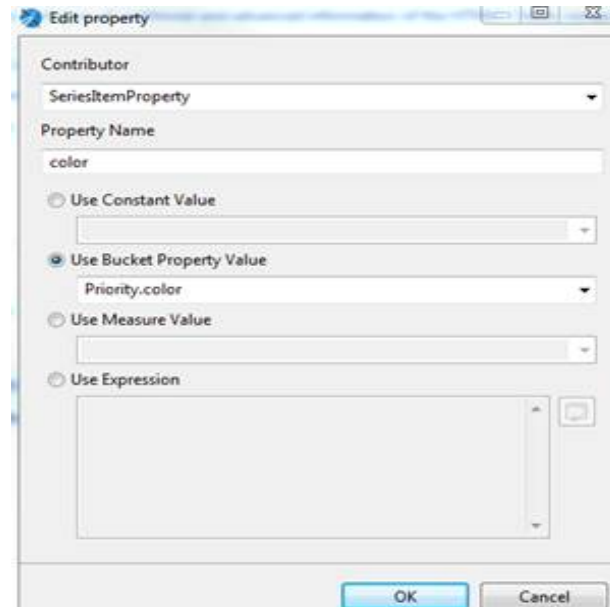 Edit property
Contributor
SeriesItemProperty
Property Name
color
Use Constant Value
Use Bucket Property Value
Priority.color
Use Measure Value
Use Expression
OK Cancel